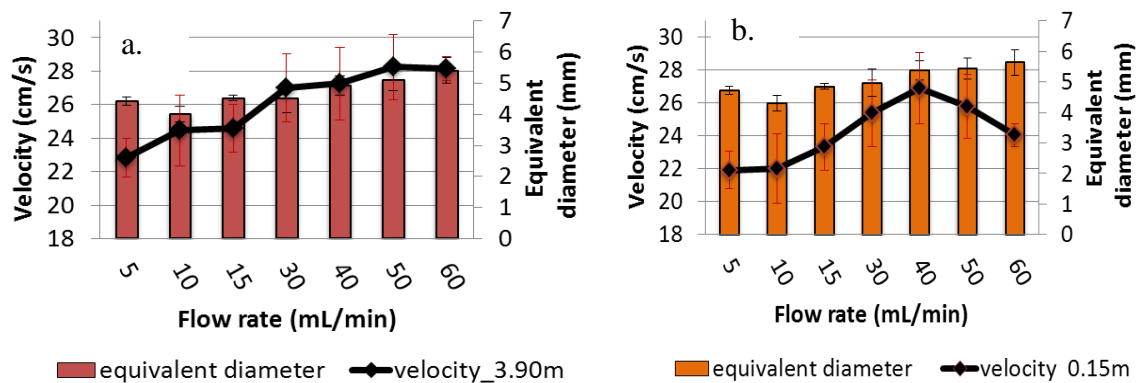 a.
Velocity (cm/s)
30
28
26
24
22
20
18
7
6
5
4
3
2
1
0
Equivalent
diameter (mm)
5 10 15 30 40 50 60
Flow rate (mL/min)
equivalent diameter velocity_3.90m
b.
Velocity (cm/s)
30
28
26
24
22
20
18
7
6
5
4
3
2
1
0
Equivalent
diameter (mm)
5 10 15 30 40 50 60
Flow rate (mL/min)
equivalent diameter velocity 0.15m